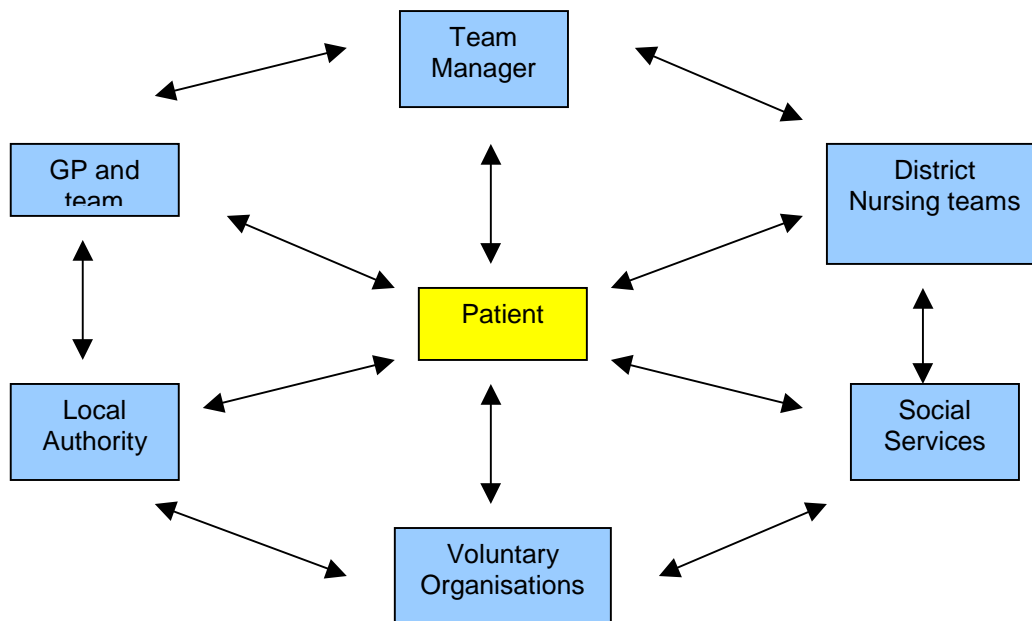 Team
Manager
GP and
team
District
Nursing teams
Patient
Local
Authority
Social
Services
Voluntary
Organisations